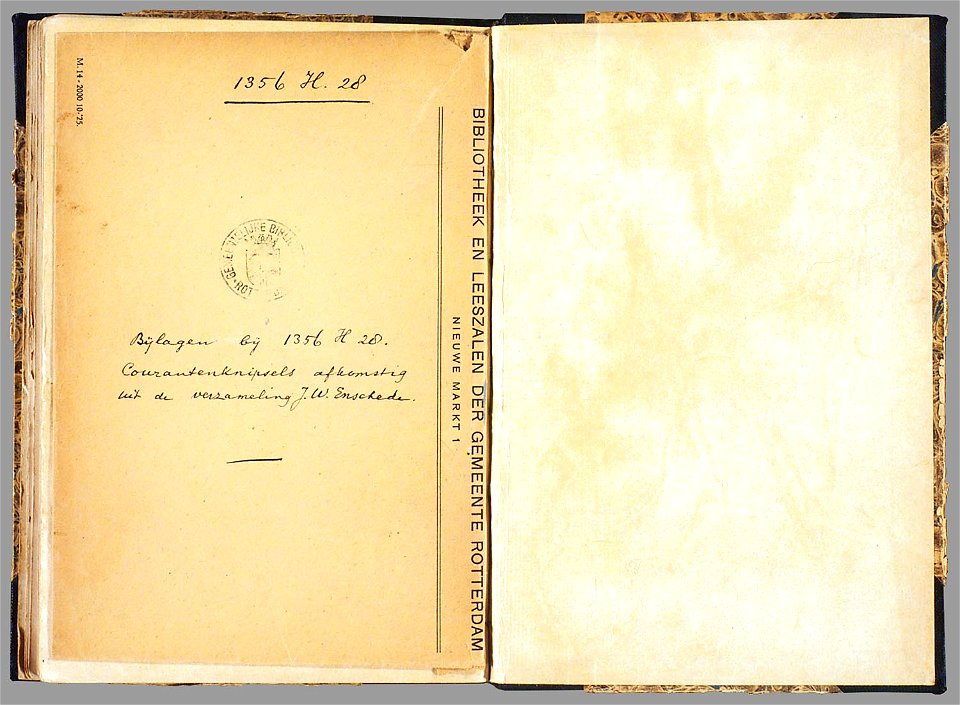 M. 14 - 2000 10-'25.
1356 H. 28
BIBLIOTHEEK EN LEESZALEN DER GEMEENTE ROTTERDAM
NIEUWE MARKT 1
Bijlagen bij 1356 H 28.
Courantenknipsels afkomstig
uit de verzameling J. W. Enschede.